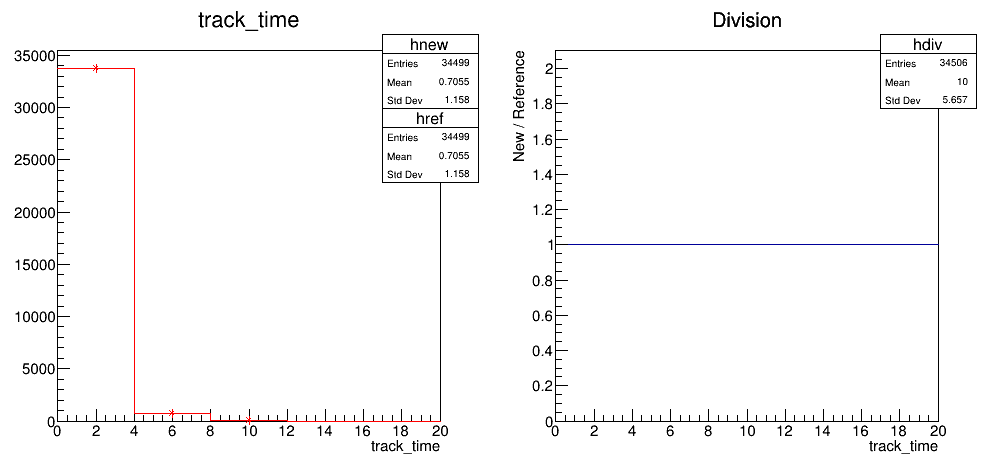 track_time
hnew
Entries 34499
Mean 0.7055
Std Dev 1.158
href
Entries 34499
Mean 0.7055
Std Dev 1.158
35000
30000
25000
20000
15000
10000
5000
0
0 2 4 6 8 10 12 14 16 18 20
track_time
Division
hdiv
Entries 34506
Mean 10
Std Dev 5.657
New / Reference
2
1.8
1.6
1.4
1.2
1
0.8
0.6
0.4
0.2
0
0 2 4 6 8 10 12 14 16 18 20
track_time